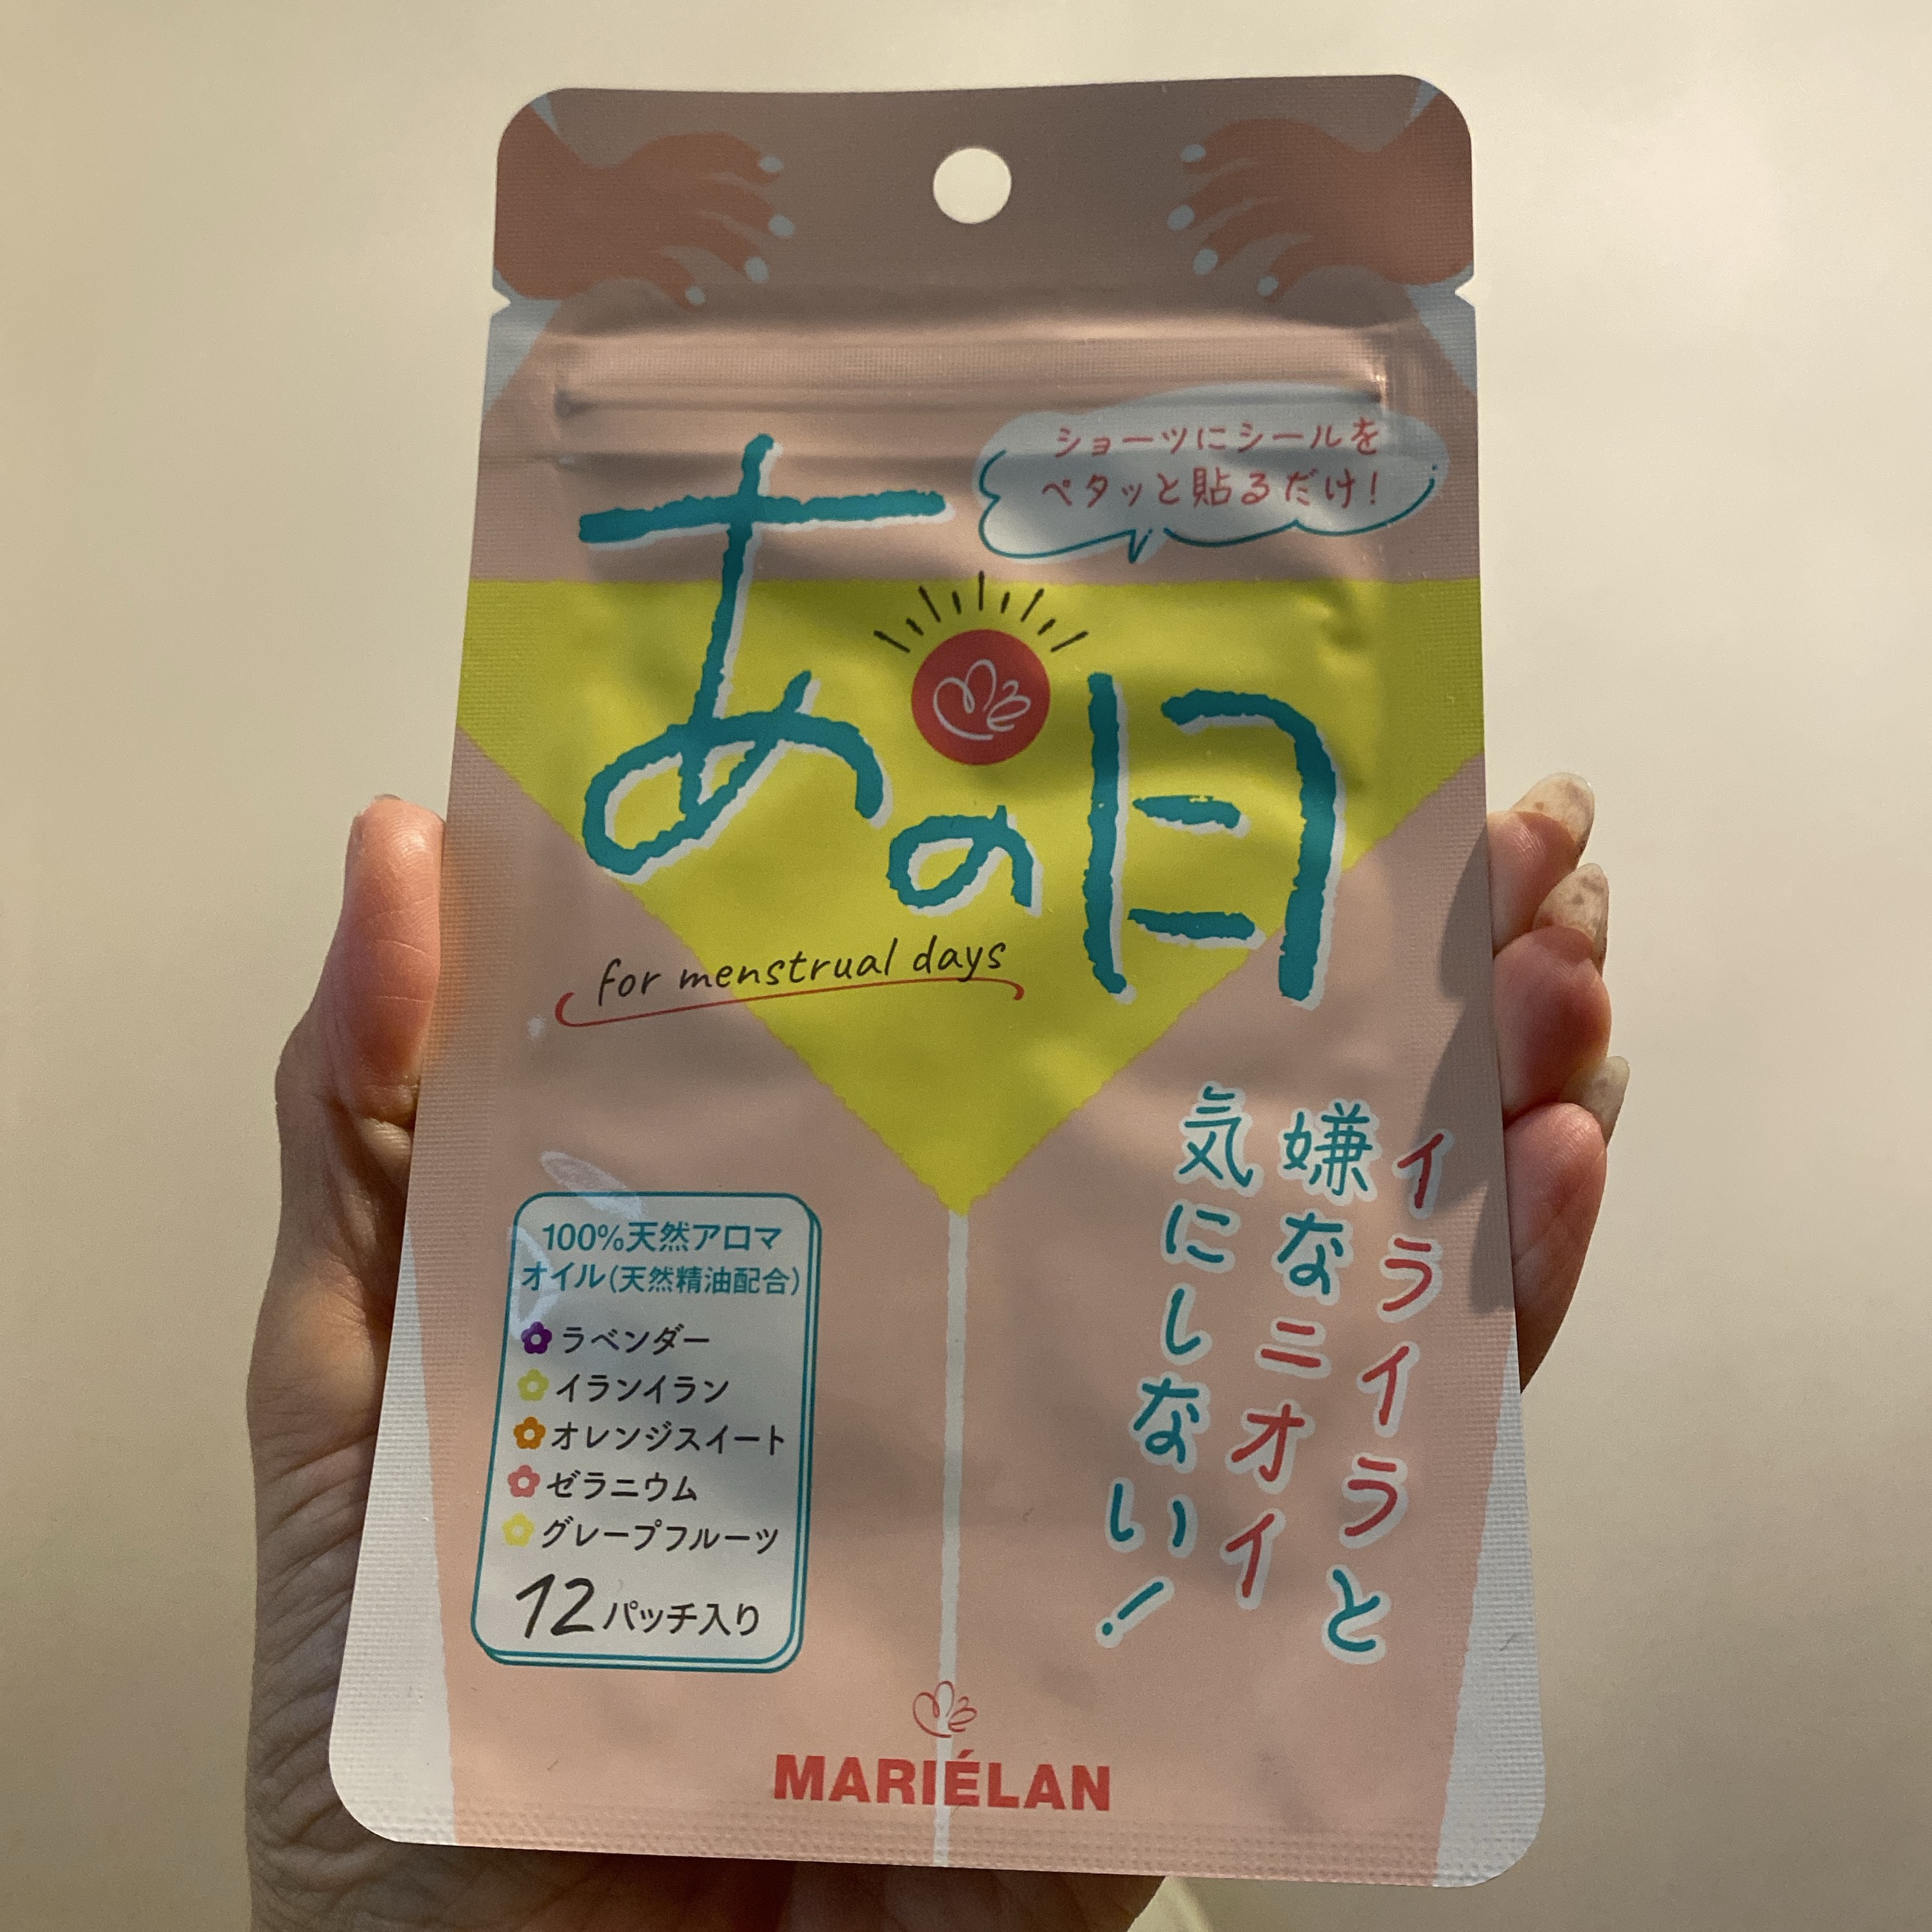 ショーツにシールを
ペタッと貼るだけ!
あの日
for menstrual days
イライラと
嫌なニオイ
気にしない!
100%天然アロマ
オイル(天然精油配合)
ラベンダー
イランイラン
オレンジスイート
ゼラニウム
グレープフルーツ
12パッチ入り
MARIÉLAN